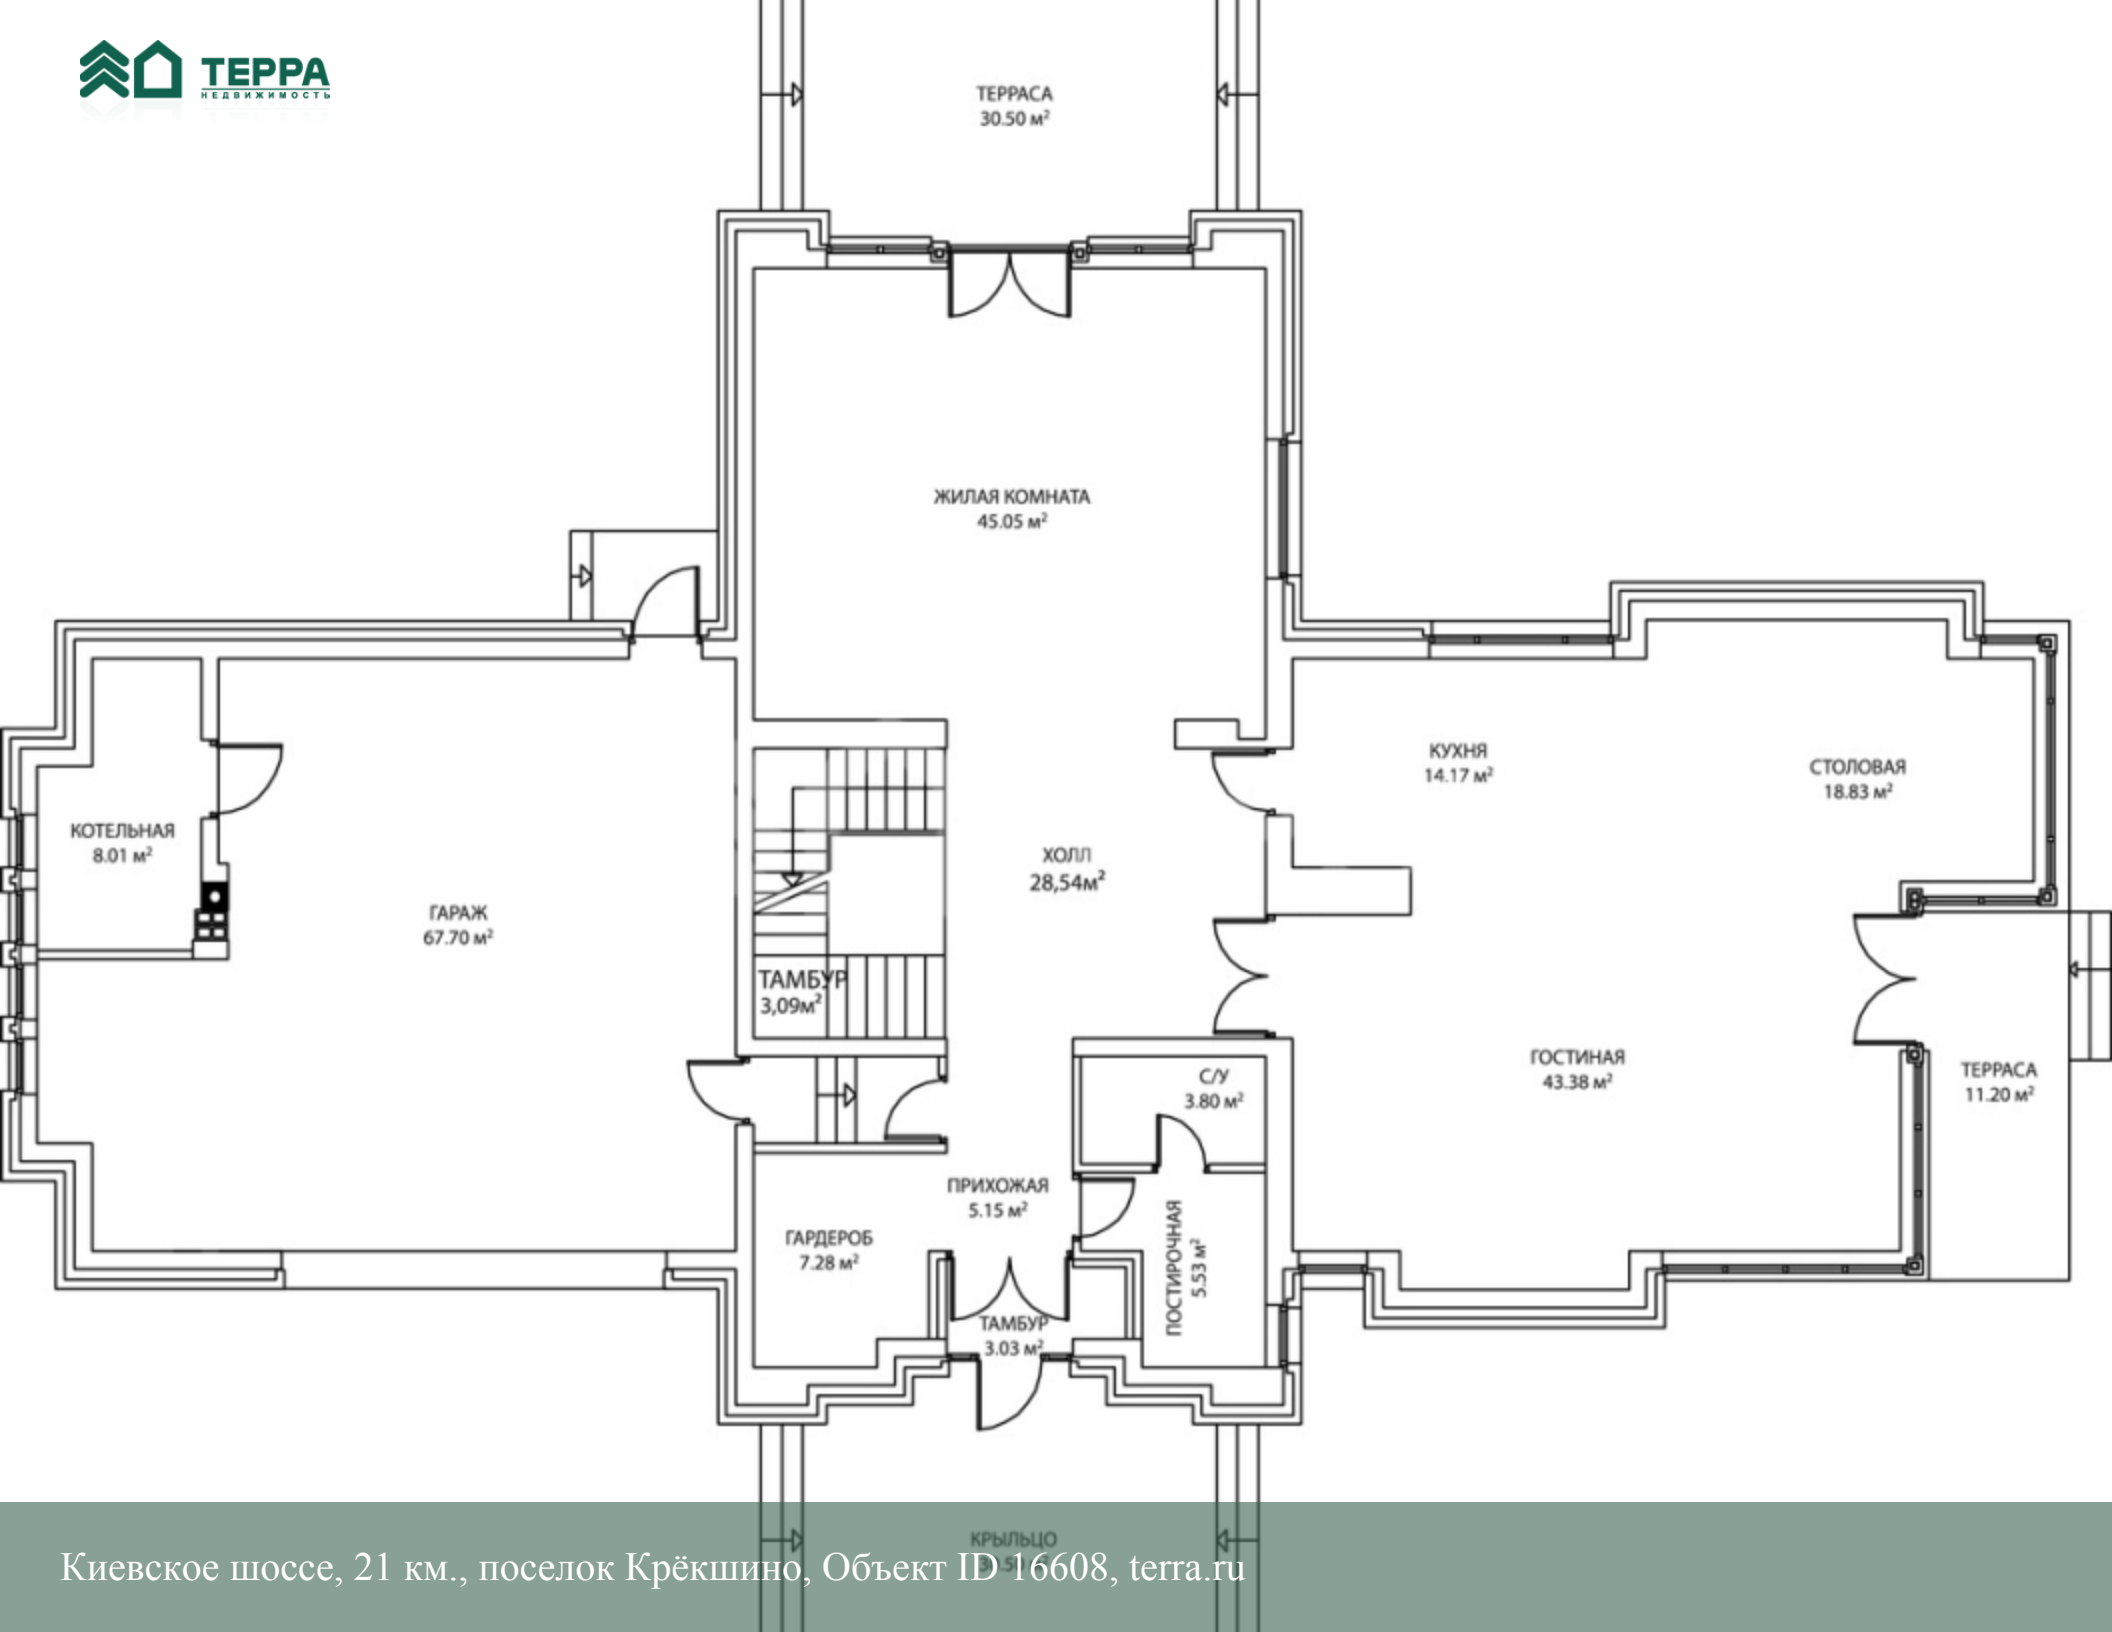 ТЕРРА
НЕДВИЖИМОСТЬ
ТЕРРАСА
30.50 м²
ЖИЛАЯ КОМНАТА
45.05 м²
КУХНЯ
14.17 м²
СТОЛОВАЯ
18.83 м²
КОТЕЛЬНАЯ
8.01 м²
ХОЛЛ
28,54м²
ГАРАЖ
67.70 м²
ТАМБУР
3,09м²
ГОСТИНАЯ
43.38 м²
ТЕРРАСА
11.20 м²
С/У
3.80 м²
ПРИХОЖАЯ
5.15 м²
ГАРДЕРОБ
7.28 м²
ПОСТИРОЧНАЯ
5.53 м²
ТАМБУР
3.03 м²
КРЫЛЬЦО
Киевское шоссе, 21 км., поселок Крёкшино, Объект ID 16608, terra.ru